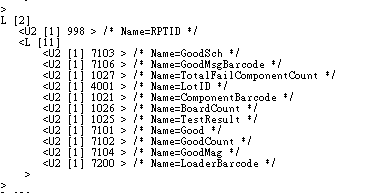 >
L [2]
<U2 [1] 998 > /* Name=RPTID */
<L [11]
<U2 [1] 7103 > /* Name=GoodSch */
<U2 [1] 7106 > /* Name=GoodMsgBarcode */
<U2 [1] 1027 > /* Name=TotalFailComponentCount */
<U2 [1] 4001 > /* Name=LotID */
<U2 [1] 1021 > /* Name=ComponentBarcode */
<U2 [1] 1026 > /* Name=BoardCount */
<U2 [1] 1025 > /* Name=TestResult */
<U2 [1] 7101 > /* Name=Good */
<U2 [1] 7102 > /* Name=GoodCount */
<U2 [1] 7104 > /* Name=GoodMag */
<U2 [1] 7200 > /* Name=LoaderBarcode */
>
>